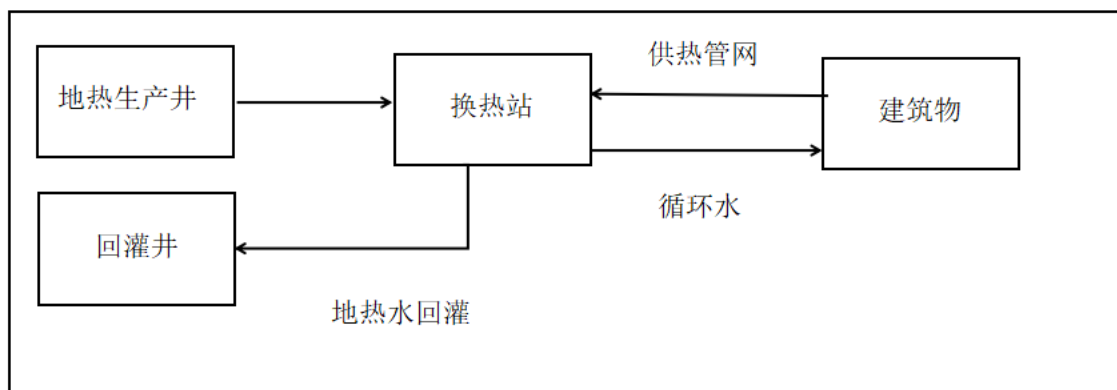 供热管网
地热生产井
换热站
建筑物
循环水
回灌井
地热水回灌